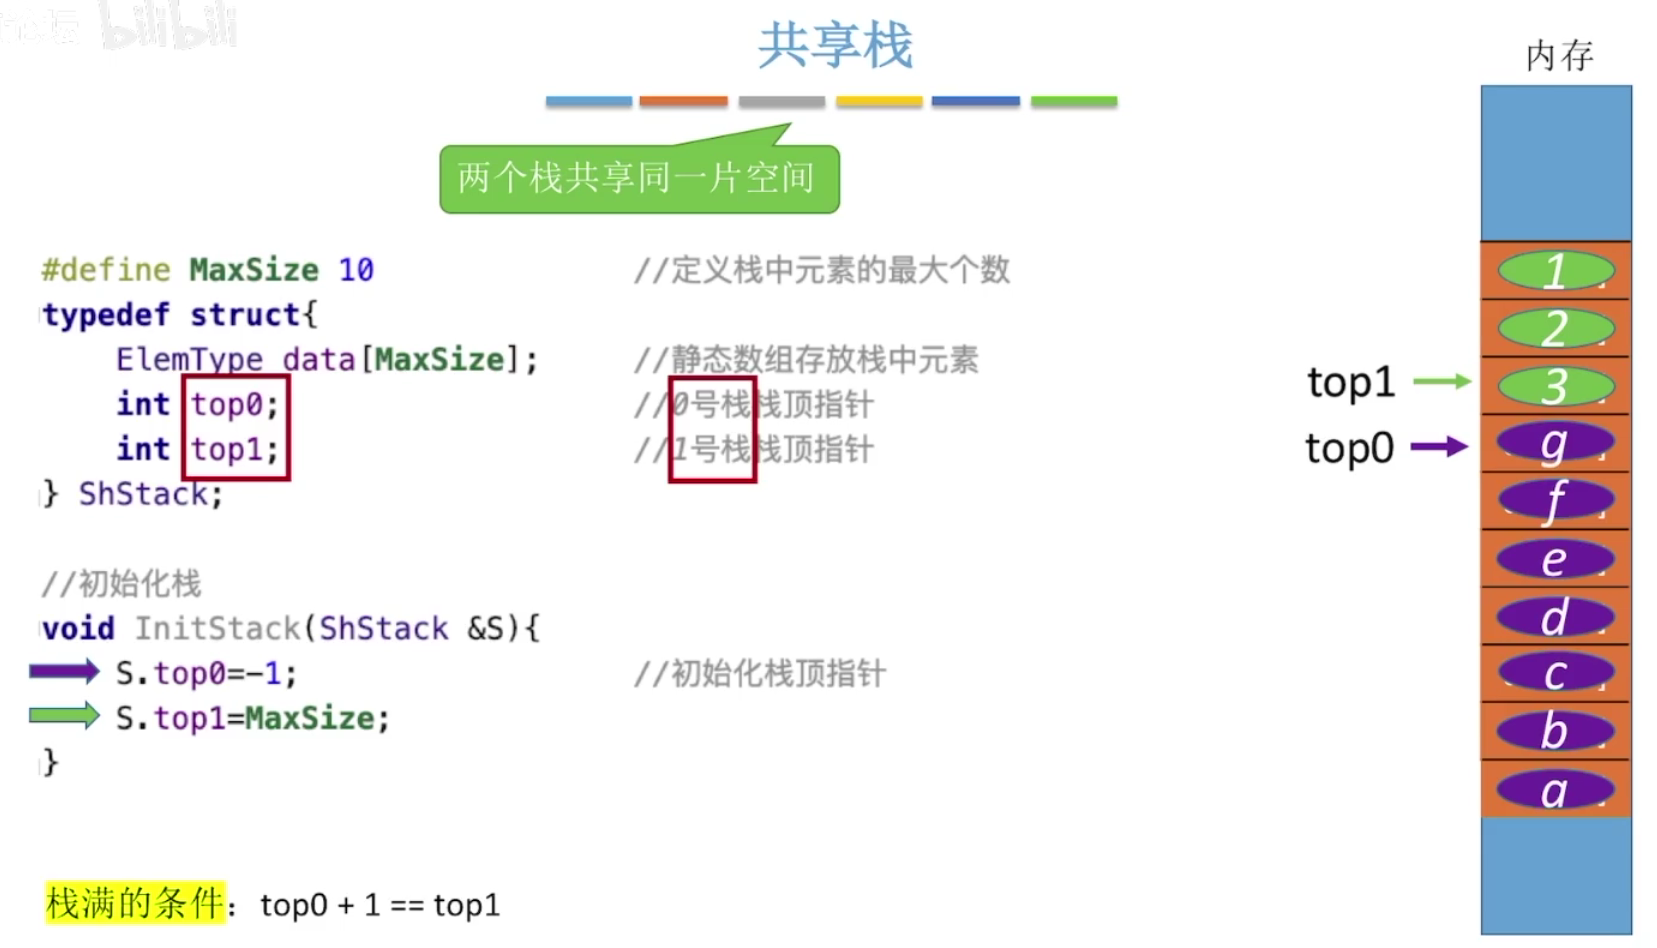 bilibili
共享栈
内存
两个栈共享同一片空间
#define MaxSize 10 //定义栈中元素的最大个数
typedef struct{
ElemType data[MaxSize]; //静态数组存放栈中元素
int top0; //0号栈栈顶指针
int top1; //1号栈栈顶指针
} ShStack;
//初始化栈
void InitStack(ShStack &S){
S.top0=-1; //初始化栈顶指针
S.top1=MaxSize;
}
栈满的条件：top0 + 1 == top1
1
2
top1 3
top0 g
f
e
d
c
b
a